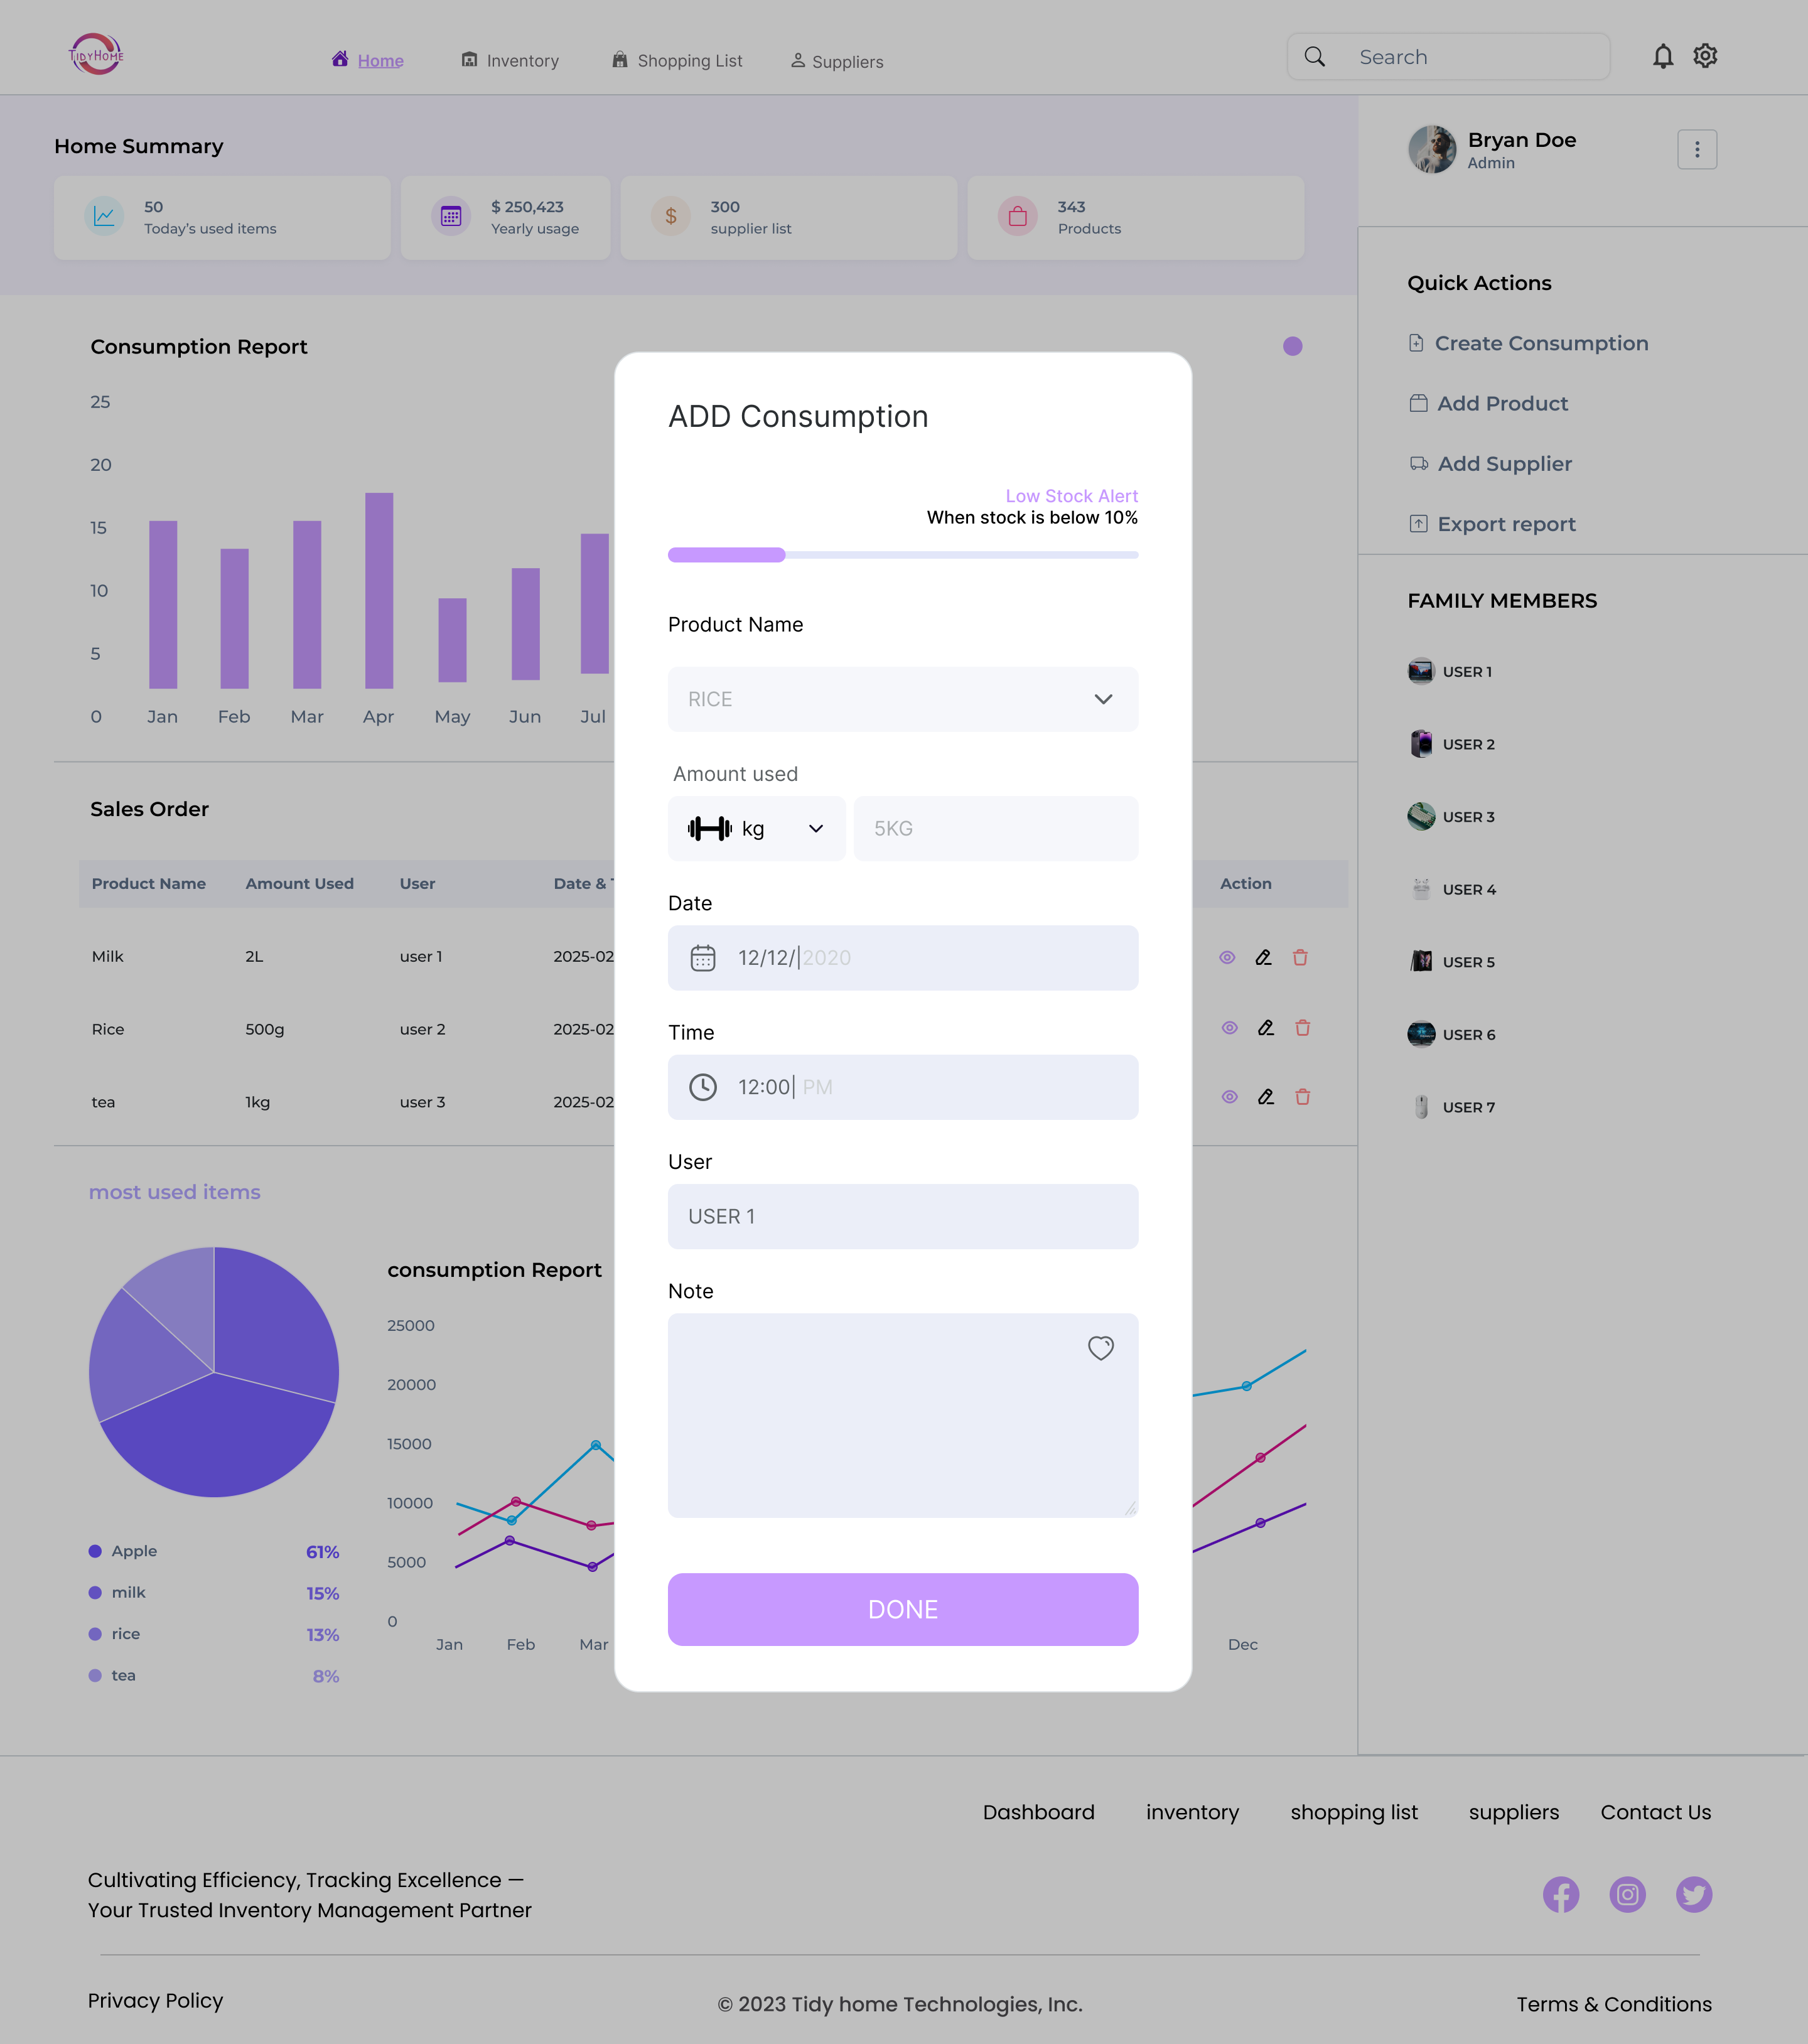 TIDYHOME
Home
Inventory
Shopping List
Suppliers
Search
Home Summary
50
Today's used items
$ 250,423
Yearly usage
300
supplier list
343
Products
Bryan Doe
Admin
Quick Actions
Create Consumption
Add Product
Add Supplier
Export report
FAMILY MEMBERS
USER 1
USER 2
USER 3
USER 4
USER 5
USER 6
USER 7
Consumption Report
25
20
15
10
5
0
Jan Feb Mar Apr May Jun Jul
Sales Order
Product Name Amount Used User Date & Action
Milk 2L user 1 2025-02
Rice 500g user 2 2025-02
tea 1kg user 3 2025-02
most used items
Apple 61%
milk 15%
rice 13%
tea 8%
consumption Report
25000
20000
15000
10000
5000
0
Jan Feb Mar Dec
ADD Consumption
Low Stock Alert
When stock is below 10%
Product Name
RICE
Amount used
kg
5KG
Date
12/12/2020
Time
12:00 PM
User
USER 1
Note
DONE
Dashboard inventory shopping list suppliers Contact Us
Cultivating Efficiency, Tracking Excellence —
Your Trusted Inventory Management Partner
Privacy Policy
© 2023 Tidy home Technologies, Inc.
Terms & Conditions